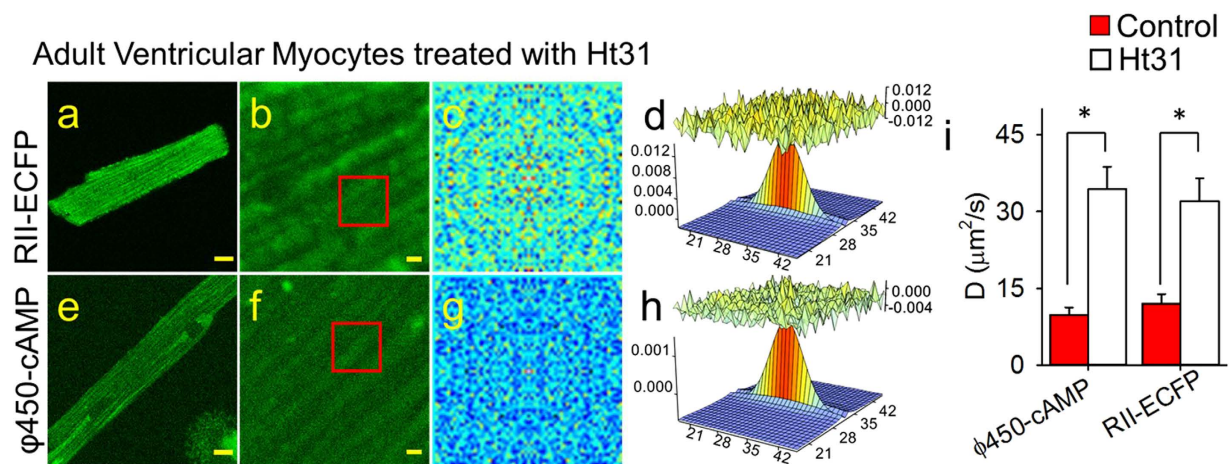 Control
Ht31
Adult Ventricular Myocytes treated with Ht31
RII-ECFP
a
b
c
d
0.012
0.000
-0.012
0.012
0.008
0.004
0.000
21
28
35
42
21
28
35
42
φ450-cAMP
e
f
g
h
0.000
-0.004
0.001
0.000
21
28
35
42
21
28
35
42
i
* *
D (μm²/s)
45
30
15
0
φ450-cAMP
RII-ECFP